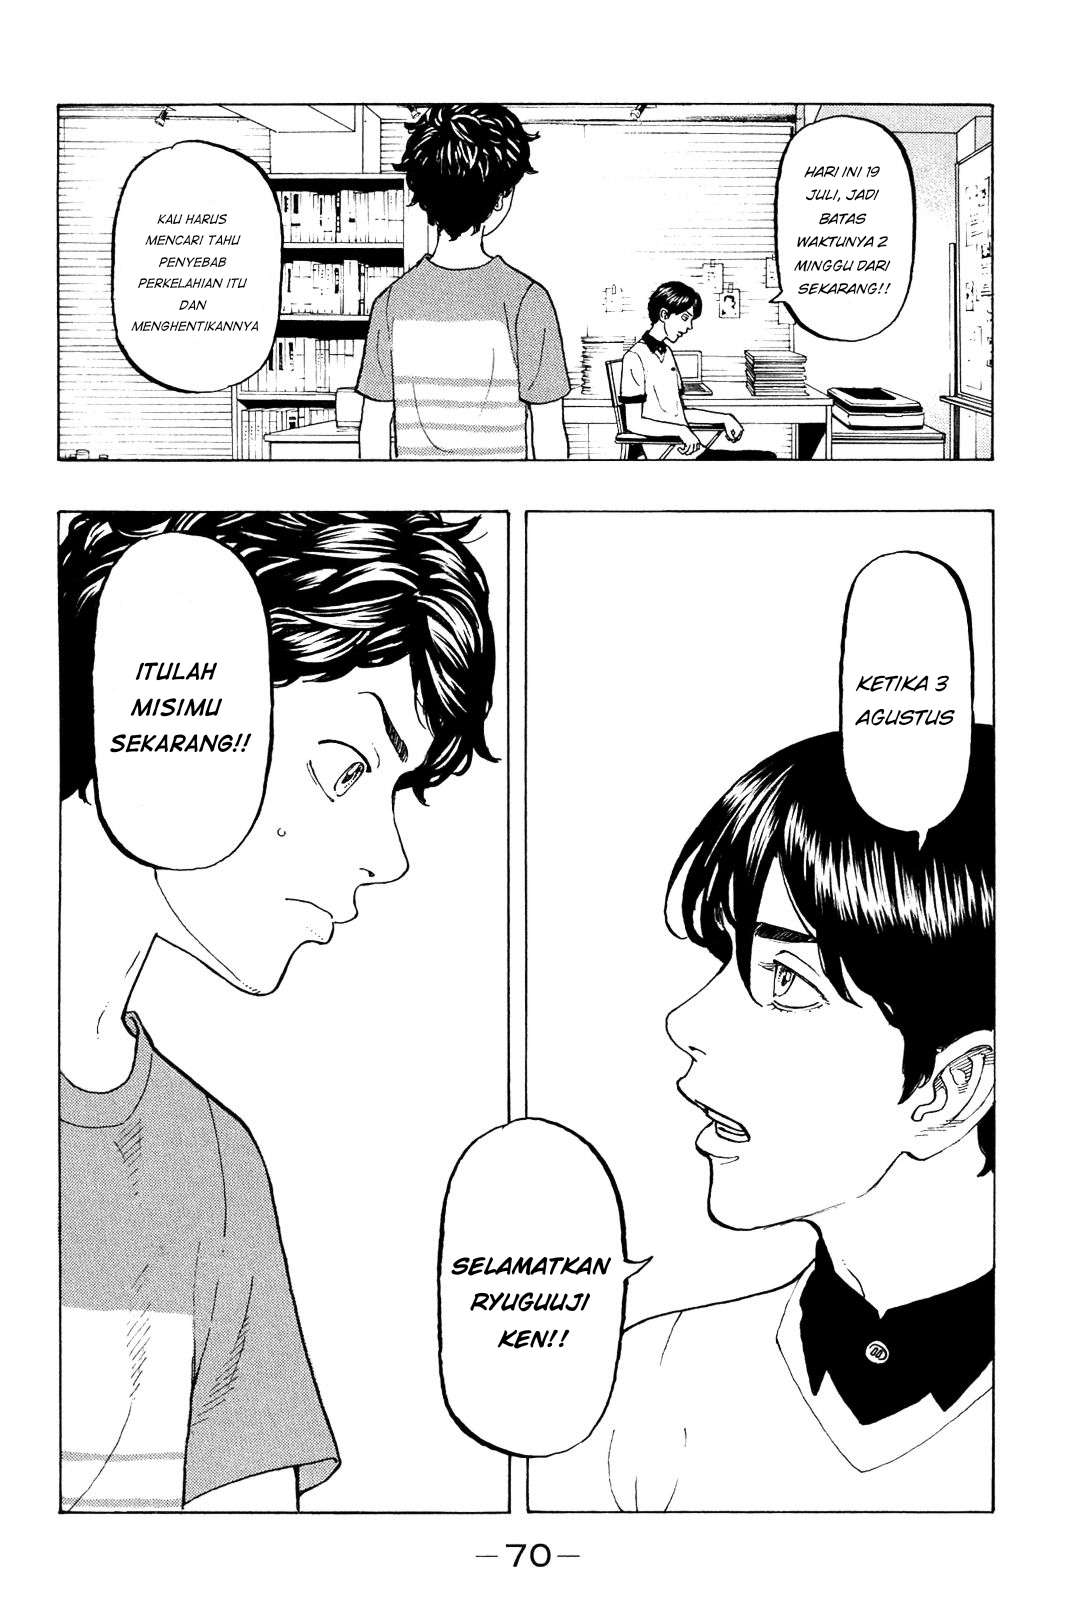 HARI INI 19
JULI, JADI
BATAS
WAKTUNYA 2
MINGGU DARI
SEKARANG!!
KAU HARUS
MENCARI TAHU
PENYEBAB
PERKELAHIAN ITU
DAN
MENGHENTIKANNYA
KETIKA 3
AGUSTUS
SELAMATKAN
RYUGUUJI
KEN!!
ITULAH
MISIMU
SEKARANG!!
—70—